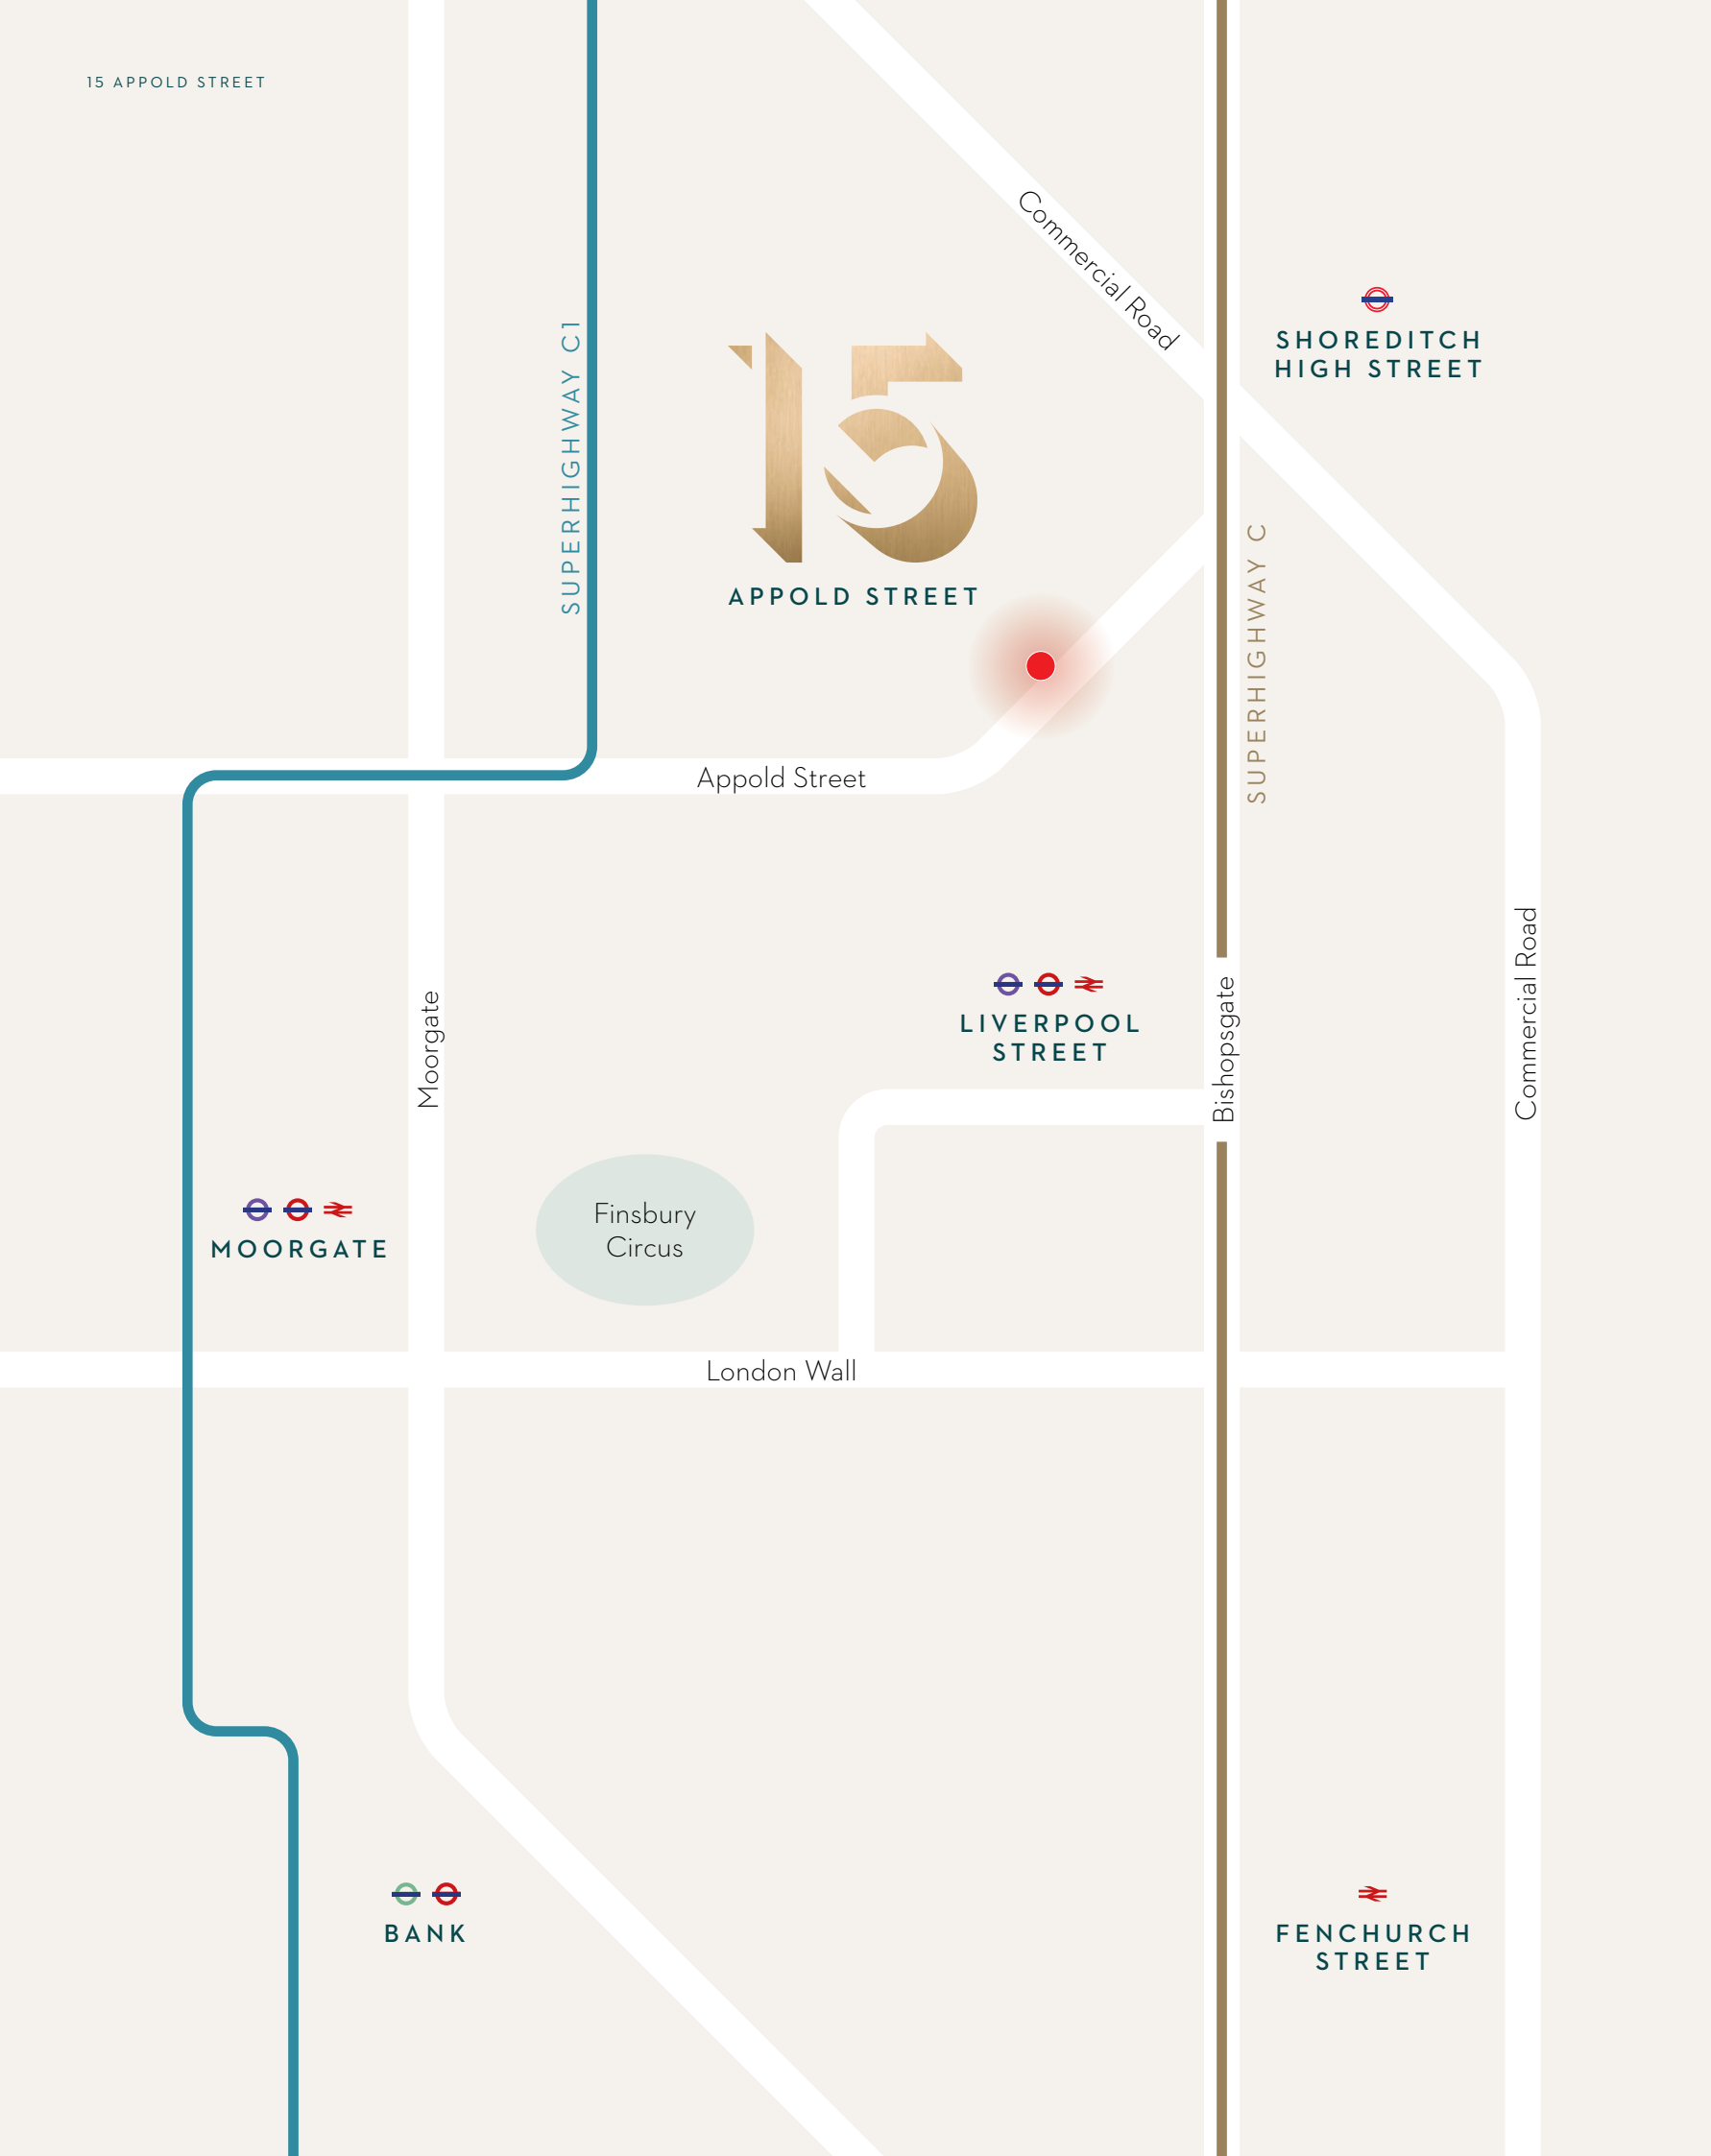 15 APPOLD STREET
Commercial Road
SHOREDITCH
HIGH STREET
SUPERHIGHWAY C1
15
APPOLD STREET
SUPERHIGHWAY C
Appold Street
Commercial Road
LIVERPOOL
STREET
Bishopsgate
Moorgate
MOORGATE
Finsbury
Circus
London Wall
BANK
FENCHURCH
STREET